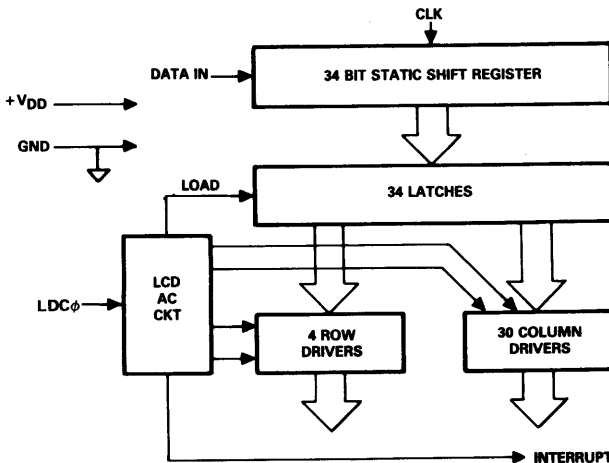 CLK
DATA IN
34 BIT STATIC SHIFT REGISTER
+VDD
GND
LOAD
34 LATCHES
LCD
AC
CKT
LDCϕ
4 ROW
DRIVERS
30 COLUMN
DRIVERS
INTERRUPT